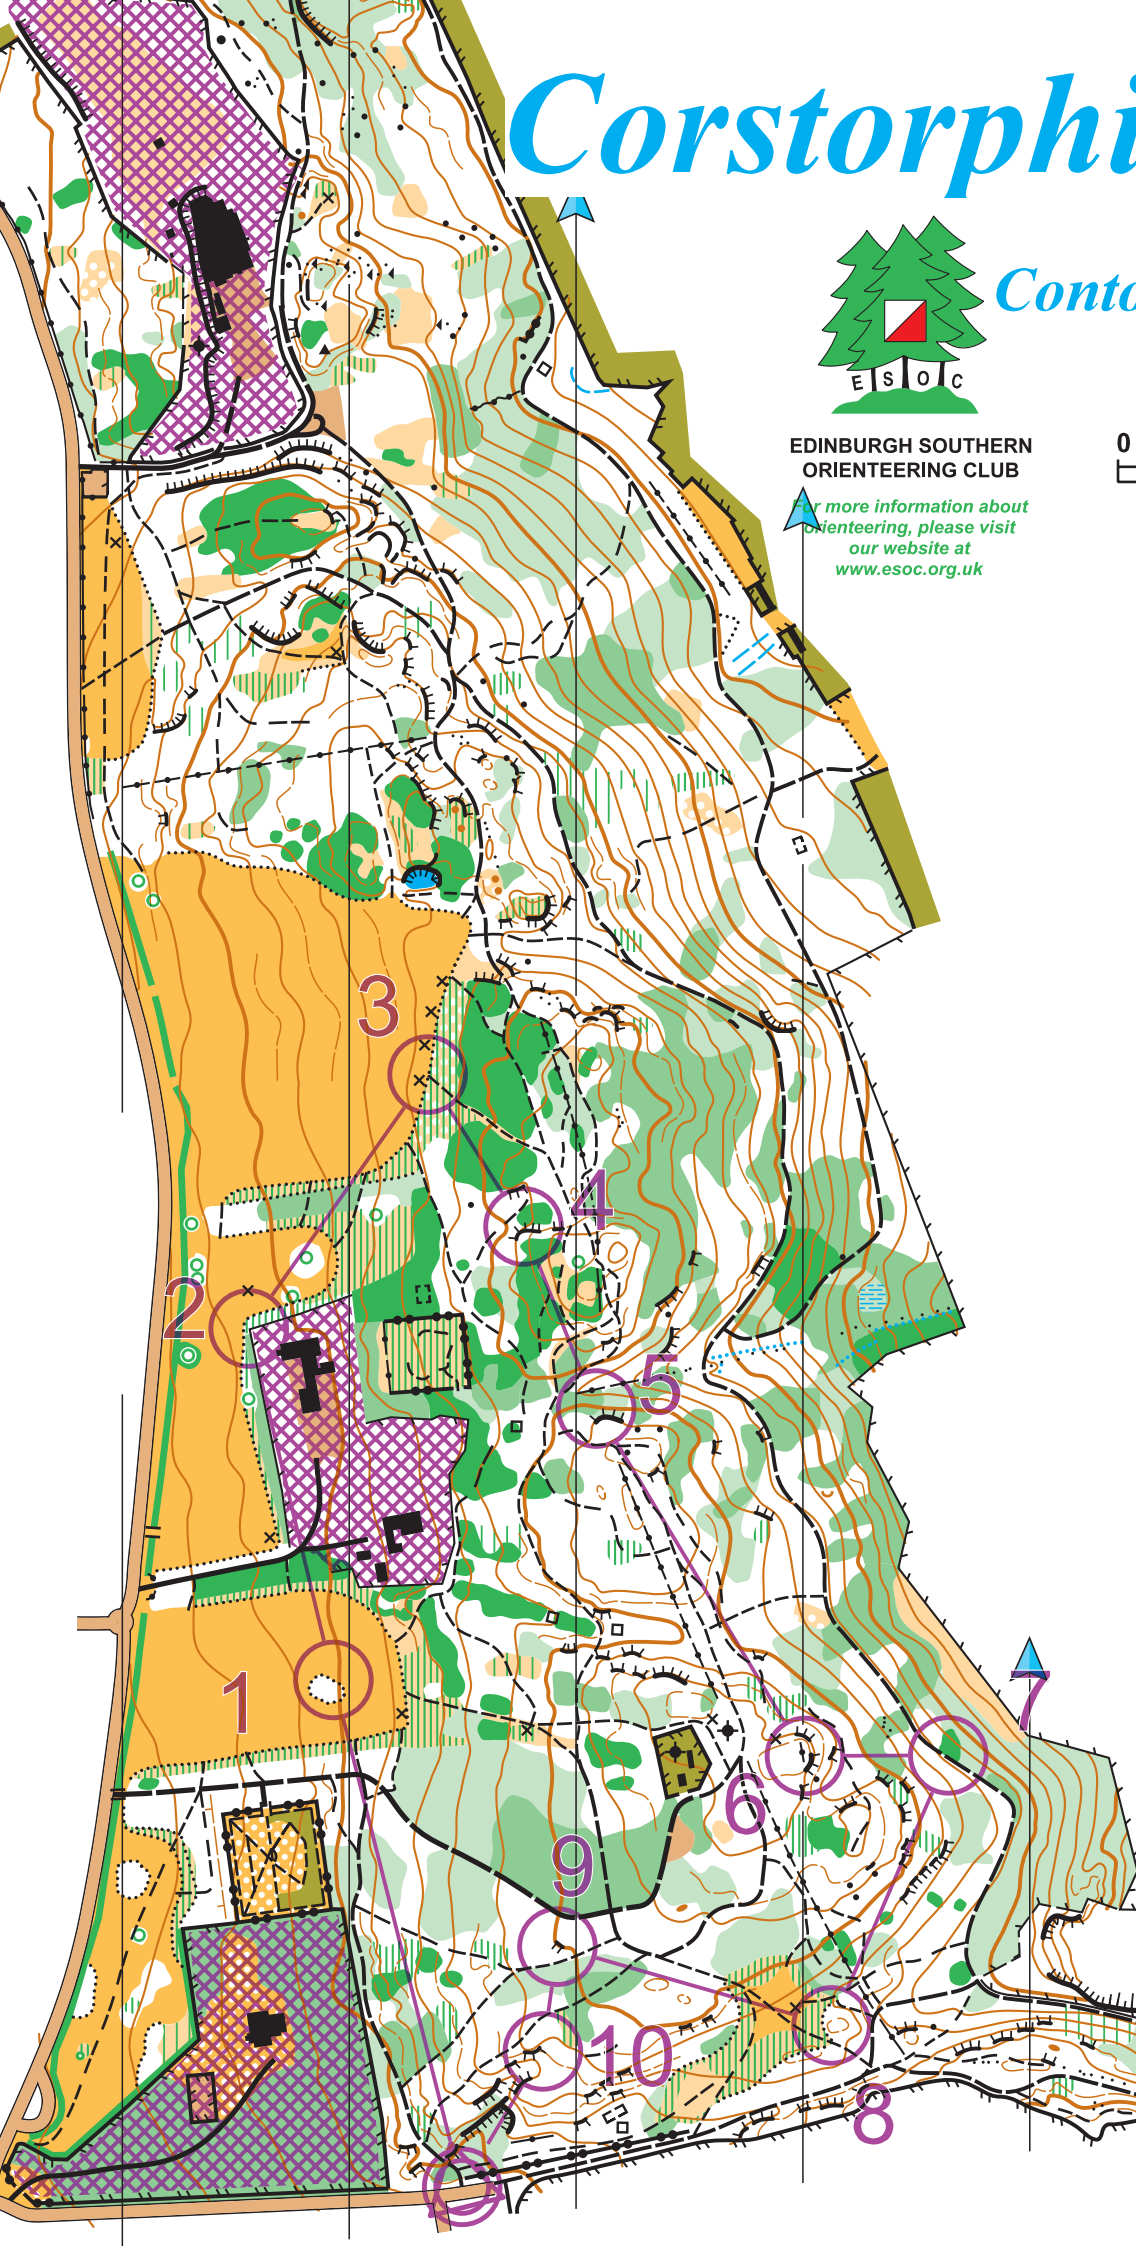 Corstorphi
Conto
E S O C
EDINBURGH SOUTHERN
ORIENTEERING CLUB
0
For more information about
orienteering, please visit
our website at
www.esoc.org.uk
3
4
2
5
1
7
6
9
10
8